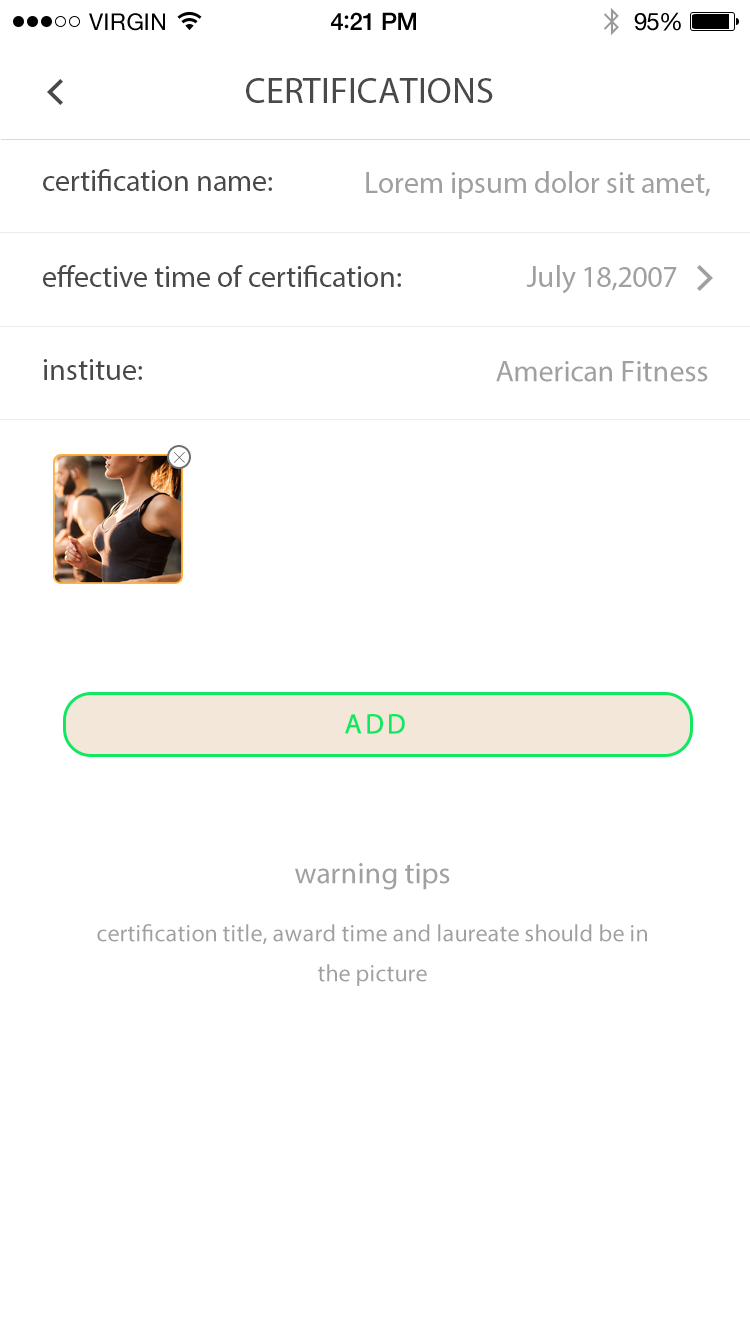 VIRGIN 4:21 PM 95%
CERTIFICATIONS
certification name: Lorem ipsum dolor sit amet,
effective time of certification: July 18,2007
institue: American Fitness
ADD
warning tips
certification title, award time and laureate should be in
the picture